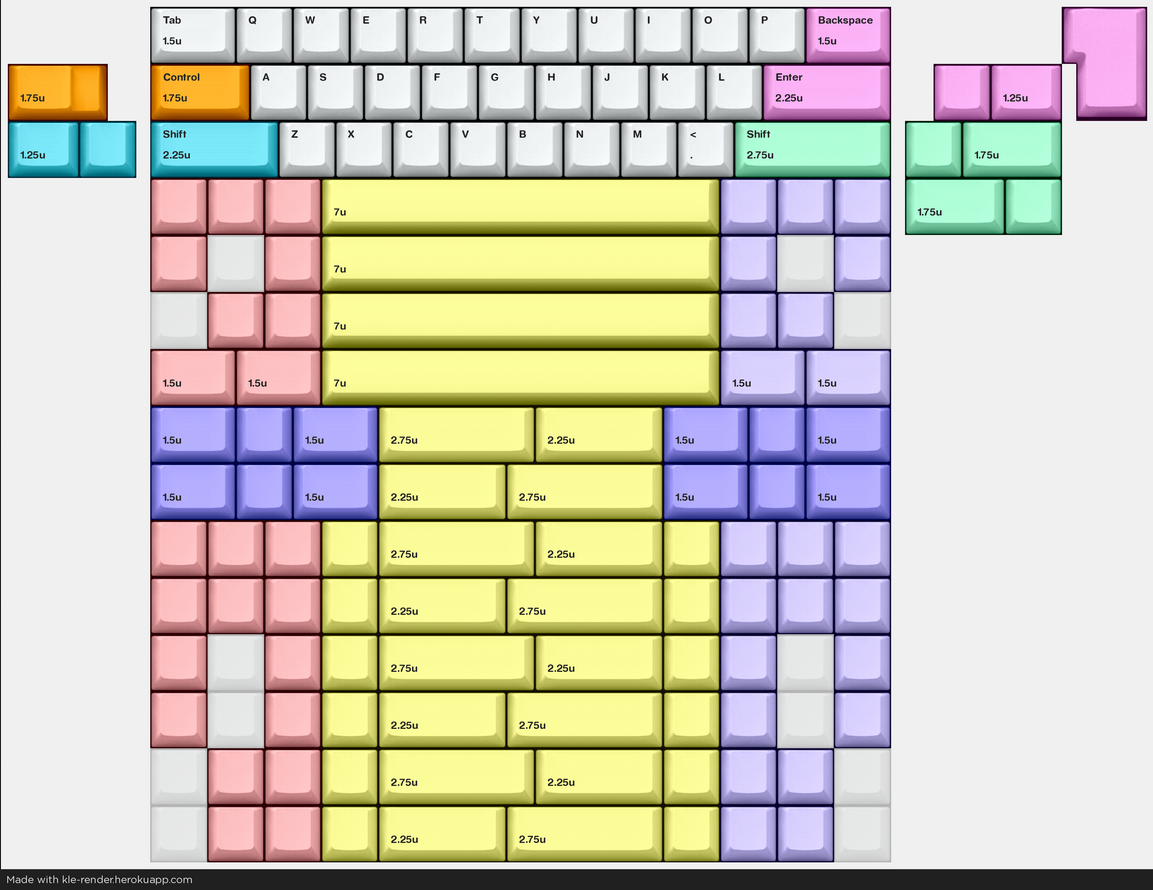 Tab Q W E R T Y U I O P Backspace
1.5u 1.5u
Control A S D F G H J K L Enter
1.75u 1.75u 2.25u 1.25u
Shift Z X C V B N M < Shift
1.25u 2.25u . 2.75u 1.75u
7u 1.75u
7u
7u
1.5u 1.5u 7u 1.5u 1.5u
1.5u 1.5u 2.75u 2.25u 1.5u 1.5u
1.5u 1.5u 2.25u 2.75u 1.5u 1.5u
2.75u 2.25u
2.25u 2.75u
2.75u 2.25u
2.25u 2.75u
2.75u 2.25u
2.25u 2.75u
Made with kle-render.herokuapp.com